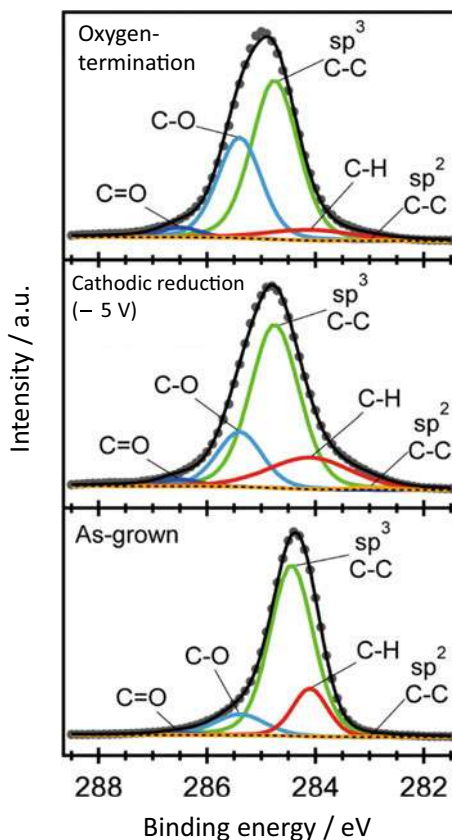 Oxygen-
termination
sp³
C-C
C-O
C-H
C=O
sp²
C-C
Cathodic reduction
(− 5 V)
sp³
C-C
C-O
C-H
C=O
sp²
C-C
As-grown
sp³
C-C
C-O
C-H
C=O
sp²
C-C
Intensity / a.u.
288 286 284 282
Binding energy / eV